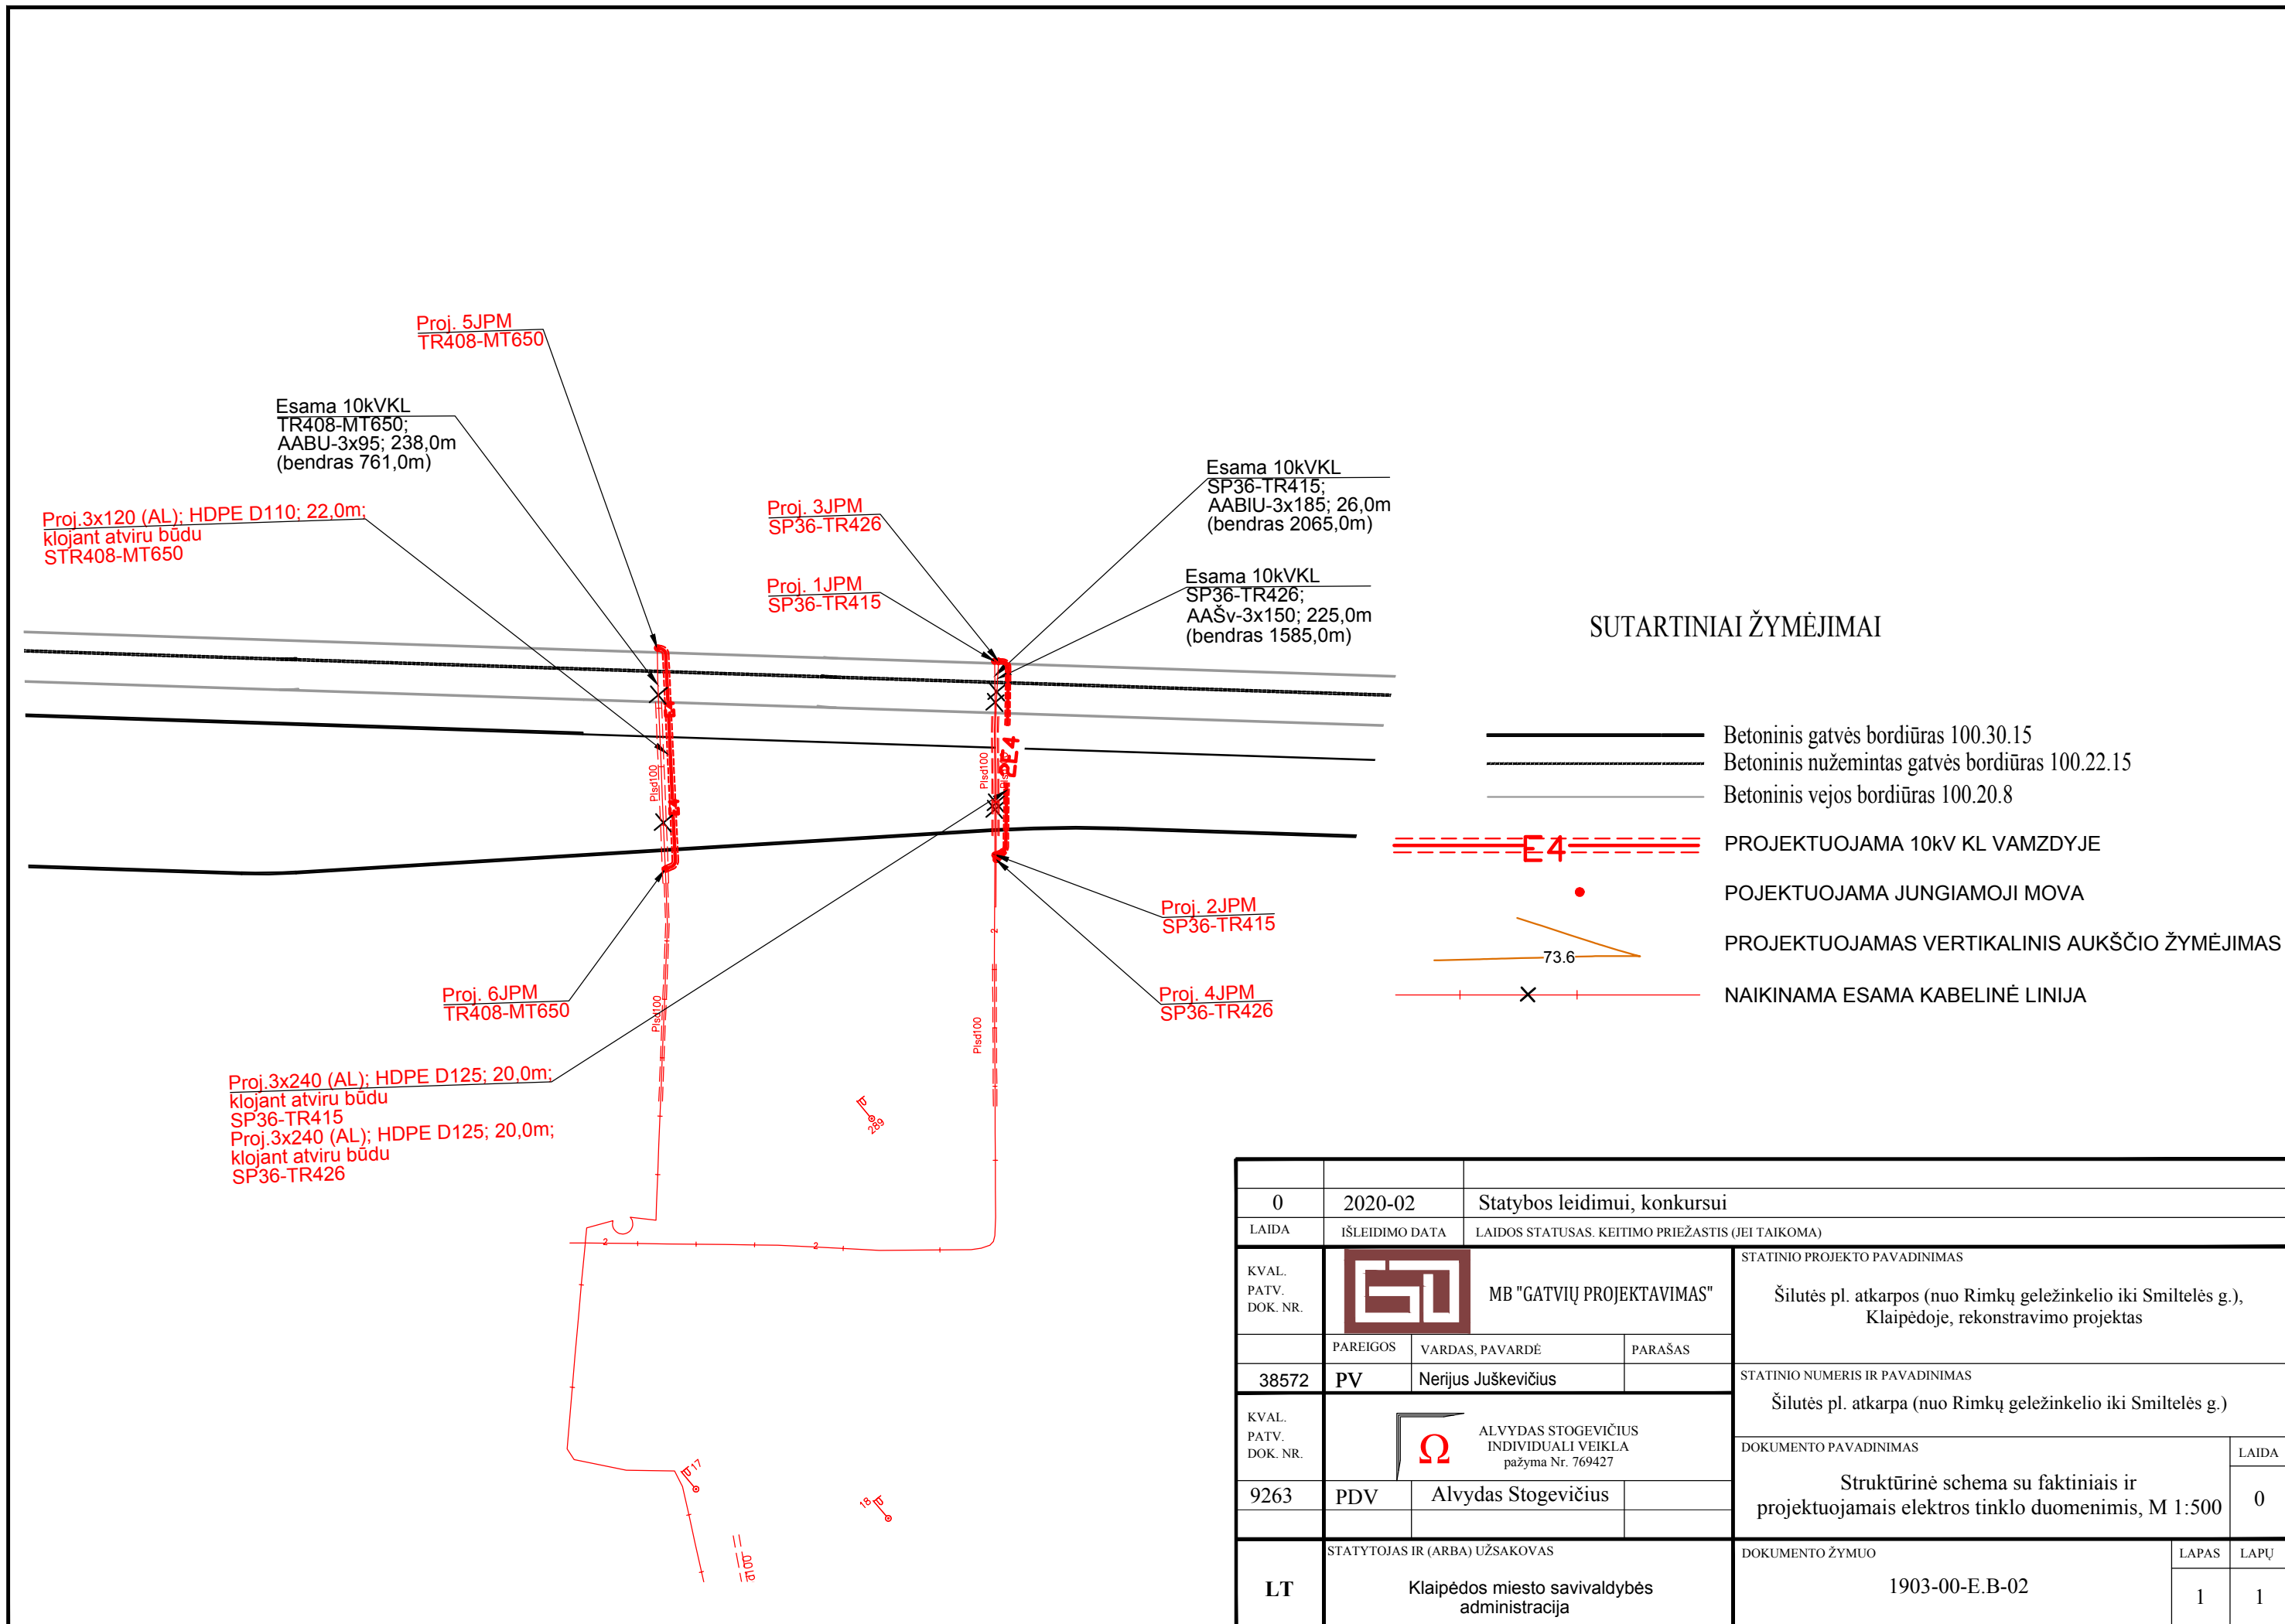 Proj. 5JPM
TR408-MT650
Esama 10kVKL
TR408-MT650;
AABU-3x95; 238,0m
(bendras 761,0m)
Proj.3x120 (AL); HDPE D110; 22,0m;
klojant atviru būdu
STR408-MT650
Proj. 3JPM
SP36-TR426
Proj. 1JPM
SP36-TR415
Esama 10kVKL
SP36-TR415;
AABIU-3x185; 26,0m
(bendras 2065,0m)
Esama 10kVKL
SP36-TR426;
AAŠv-3x150; 225,0m
(bendras 1585,0m)
Plsd100
E4
Plsd100
2E4
Proj. 2JPM
SP36-TR415
Proj. 4JPM
SP36-TR426
2
Proj. 6JPM
TR408-MT650
Plsd100
Plsd100
Proj.3x240 (AL); HDPE D125; 20,0m;
klojant atviru būdu
SP36-TR415
Proj.3x240 (AL); HDPE D125; 20,0m;
klojant atviru būdu
SP36-TR426
289
2
2
17
18
SUTARTINIAI ŽYMĖJIMAI
Betoninis gatvės bordiūras 100.30.15
Betoninis nužemintas gatvės bordiūras 100.22.15
Betoninis vejos bordiūras 100.20.8
E4
PROJEKTUOJAMA 10kV KL VAMZDYJE
POJEKTUOJAMA JUNGIAMOJI MOVA
73.6
PROJEKTUOJAMAS VERTIKALINIS AUKŠČIO ŽYMĖJIMAS
NAIKINAMA ESAMA KABELINĖ LINIJA
0 2020-02 Statybos leidimui, konkursui
LAIDA IŠLEIDIMO DATA LAIDOS STATUSAS. KEITIMO PRIEŽASTIS (JEI TAIKOMA)
KVAL.
PATV.
DOK. NR.
MB "GATVIŲ PROJEKTAVIMAS"
STATINIO PROJEKTO PAVADINIMAS
Šilutės pl. atkarpos (nuo Rimkų geležinkelio iki Smiltelės g.),
Klaipėdoje, rekonstravimo projektas
PAREIGOS VARDAS, PAVARDĖ PARAŠAS
38572 PV Nerijus Juškevičius
STATINIO NUMERIS IR PAVADINIMAS
Šilutės pl. atkarpa (nuo Rimkų geležinkelio iki Smiltelės g.)
KVAL.
PATV.
DOK. NR.
Ω
ALVYDAS STOGEVIČIUS
INDIVIDUALI VEIKLA
pažyma Nr. 769427
DOKUMENTO PAVADINIMAS
LAIDA
Struktūrinė schema su faktiniais ir
projektuojamais elektros tinklo duomenimis, M 1:500
0
9263 PDV Alvydas Stogevičius
STATYTOJAS IR (ARBA) UŽSAKOVAS
DOKUMENTO ŽYMUO
LAPAS LAPŲ
LT
Klaipėdos miesto savivaldybės
administracija
1903-00-E.B-02
1 1